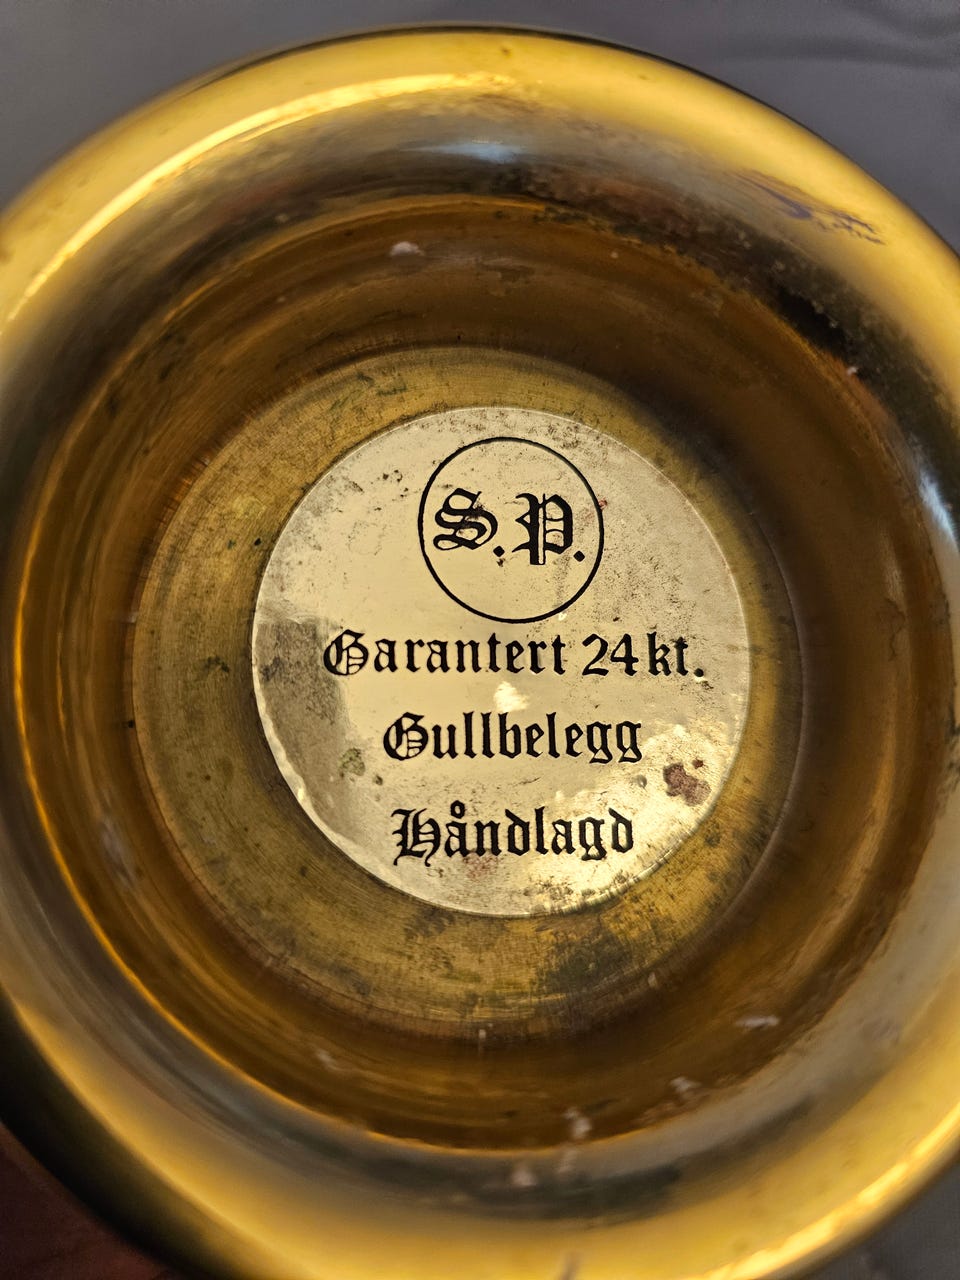 S.P.
Garantert 24 kt.
Gullbelegg
Håndlagd